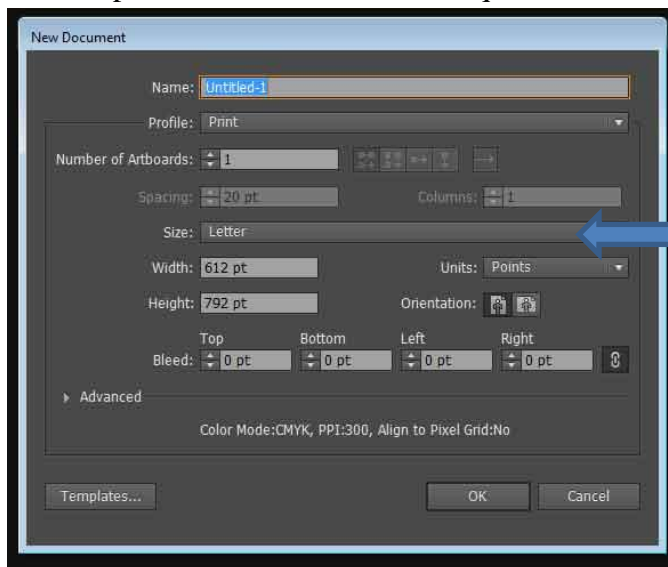 New Document
Name: Untitled-1
Profile: Print
Number of Artboards: 1
Spacing: 20 pt Columns: 1
Size: Letter
Width: 612 pt Units: Points
Height: 792 pt Orientation:
Top Bottom Left Right
Bleed: 0 pt 0 pt 0 pt 0 pt
Advanced
Color Mode:CMYK, PPI:300, Align to Pixel Grid:No
Templates... OK Cancel